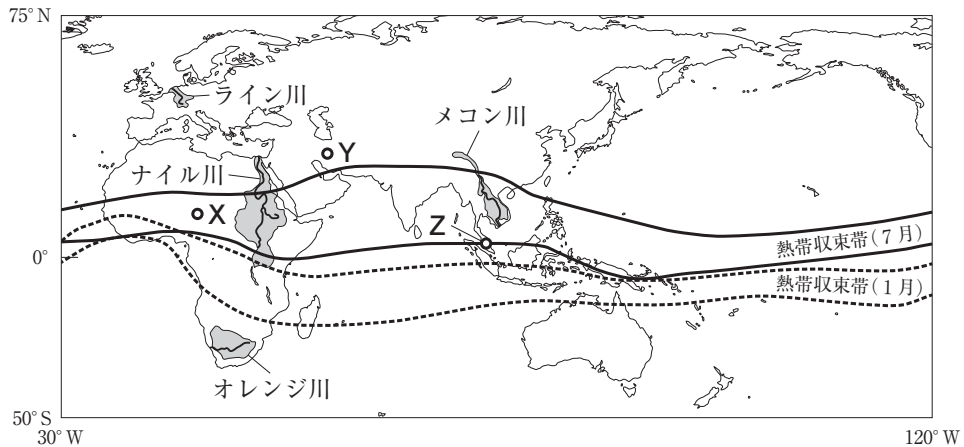 75°N
ライン川
メコン川
Y
ナイル川
X
Z
熱帯収束帯(7月)
0°
熱帯収束帯(1月)
オレンジ川
50°S
30°W
120°W